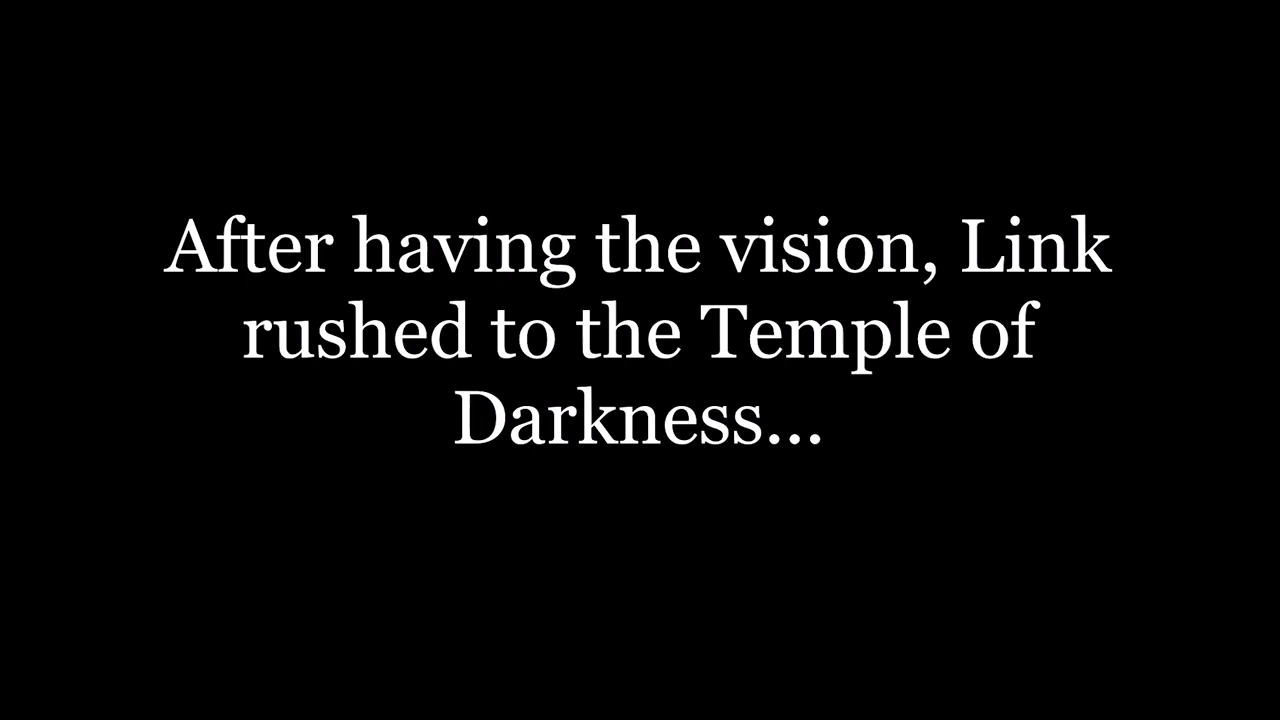 After having the vision, Link
rushed to the Temple of
Darkness...